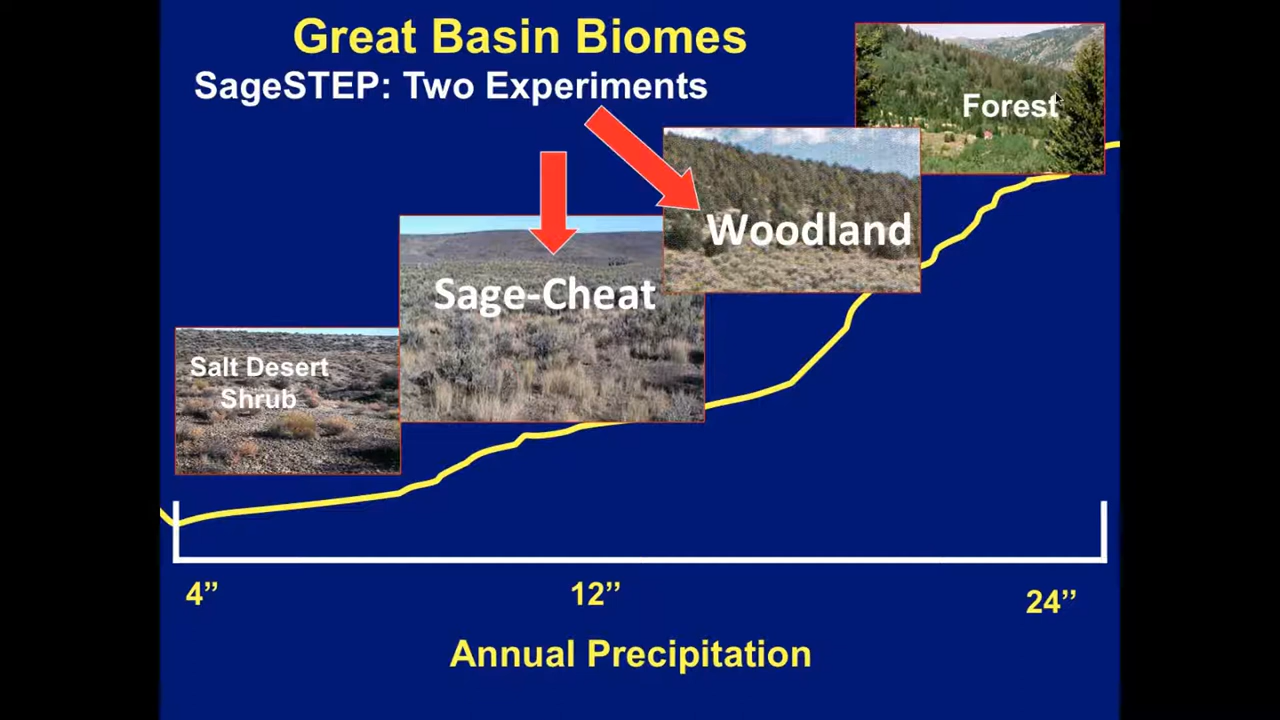 Great Basin Biomes
SageSTEP: Two Experiments
Forest
Woodland
Sage-Cheat
Salt Desert
Shrub
4”
12”
24”
Annual Precipitation